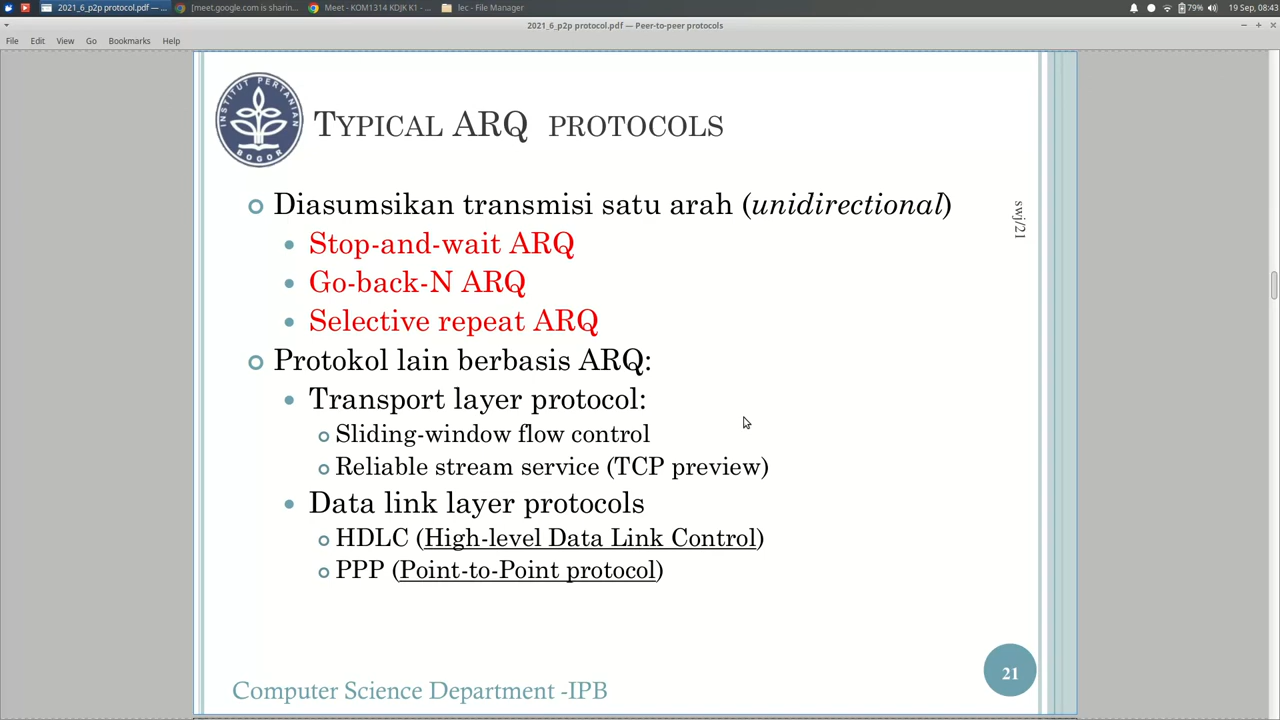 2021_6_p2p protocol.pdf — ...
[meet.google.com is sharin...
Meet - KOM1314 KDJK K1 - ...
lec - File Manager
79%
19 Sep, 08:43
2021_6_p2p protocol.pdf — Peer-to-peer protocols
File Edit View Go Bookmarks Help
INSTITUT PERTANIAN
BOGOR
TYPICAL ARQ PROTOCOLS
Diasumsikan transmisi satu arah (unidirectional)
Stop-and-wait ARQ
Go-back-N ARQ
Selective repeat ARQ
Protokol lain berbasis ARQ:
Transport layer protocol:
Sliding-window flow control
Reliable stream service (TCP preview)
Data link layer protocols
HDLC (High-level Data Link Control)
PPP (Point-to-Point protocol)
swj/21
21
Computer Science Department -IPB